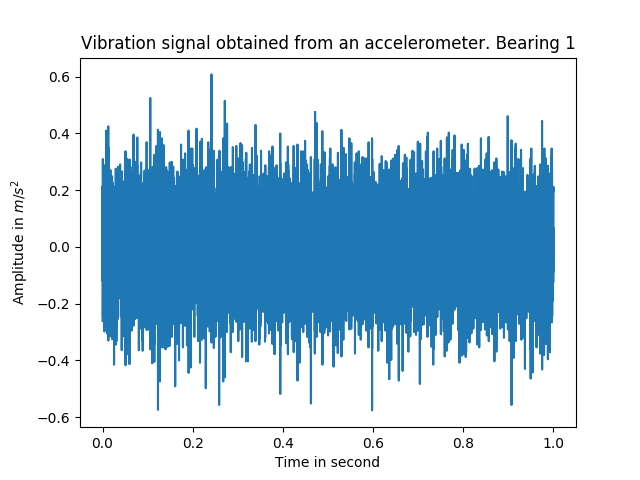 Vibration signal obtained from an accelerometer. Bearing 1
Amplitude in m/s²
0.6
0.4
0.2
0.0
−0.2
−0.4
−0.6
0.0 0.2 0.4 0.6 0.8 1.0
Time in second